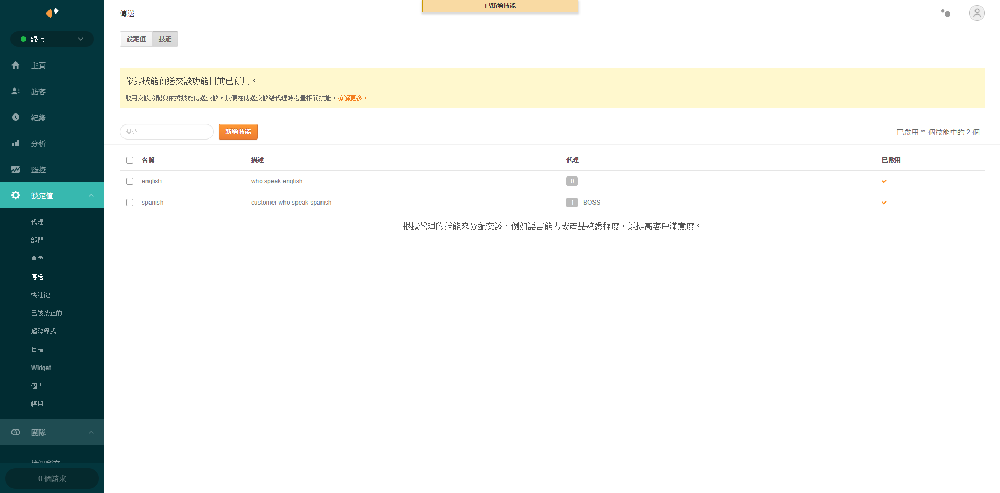 線上
主頁
訪客
紀錄
分析
監控
設定值
代理
部門
角色
傳送
快速鍵
已被禁止的
觸發程式
目標
Widget
個人
帳戶
團隊
0 個請求
已新增技能
傳送
設定值 技能
依據技能傳送交談功能目前已停用。
啟用交談分配與依據技能傳送交談，以便在傳送交談給代理時考量相關技能。瞭解更多。
搜尋 新增技能 已啟用 ∞ 個技能中的 2 個
名稱 描述 代理 已啟用
english who speak english 0
spanish customer who speak spanish 1 BOSS
根據代理的技能來分配交談，例如語言能力或產品熟悉程度，以提高客戶滿意度。